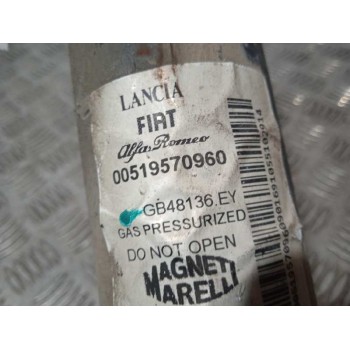 LANCIA
FIAT
Alfa Romeo
00519570960
GB48136.EY
GAS PRESSURIZED
DO NOT OPEN
MAGNETI
MARELLI